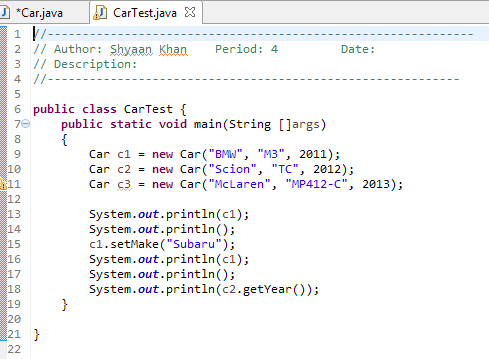 *Car.java CarTest.java
1 //----------------------------------------------------------
2 // Author: Shyaan Khan Period: 4 Date:
3 // Description:
4 //--------------------------------------------------------
5
6 public class CarTest {
7 public static void main(String []args)
8 {
9 Car c1 = new Car("BMW", "M3", 2011);
10 Car c2 = new Car("Scion", "TC", 2012);
11 Car c3 = new Car("McLaren", "MP412-C", 2013);
12
13 System.out.println(c1);
14 System.out.println();
15 c1.setMake("Subaru");
16 System.out.println(c1);
17 System.out.println();
18 System.out.println(c2.getYear());
19 }
20
21 }
22